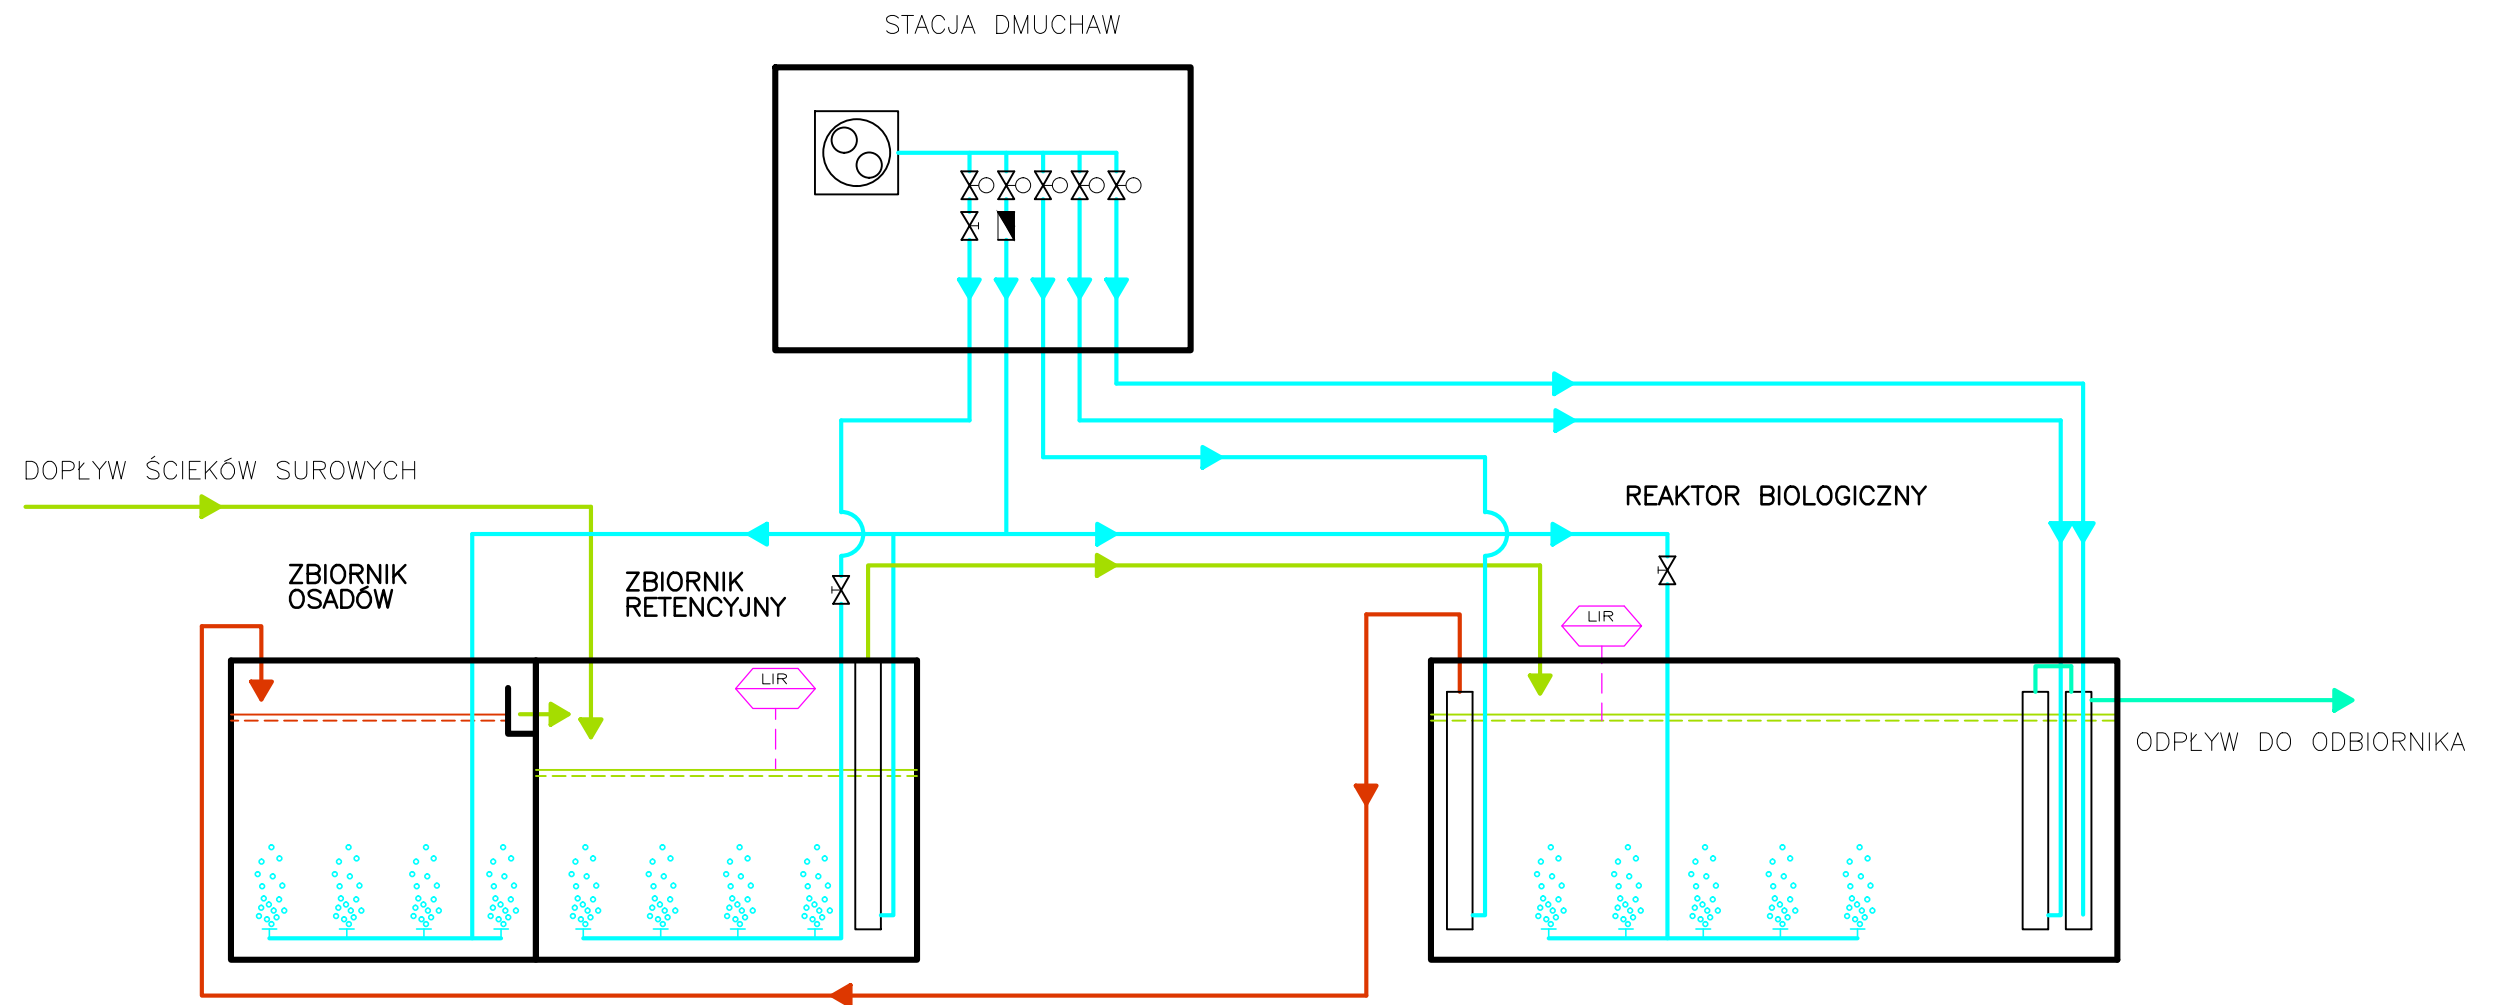 STACJA DMUCHAW
DOPŁYW ŚCIEKÓW SUROWYCH
REAKTOR BIOLOGICZNY
ZBIORNIK
OSADÓW
ZBIORNIK
RETENCYJNY
LIR
LIR
ODPŁYW DO ODBIORNIKA